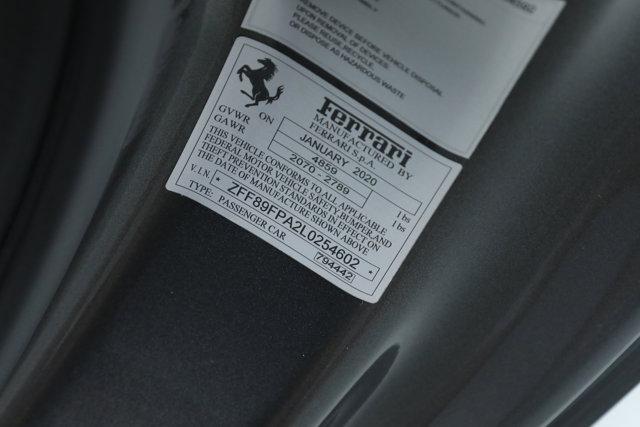 REMOVE DEVICE BEFORE VEHICLE DISPOSAL
UPON REMOVAL OF DEVICES,
PLEASE REUSE, RECYCLE,
OR DISPOSE AS HAZARDOUS WASTE
Ferrari
MANUFACTURED BY
FERRARI S.p.A.
ON JANUARY 2020
GVWR 4859 lbs
GAWR 2070-2789 lbs
THIS VEHICLE CONFORMS TO ALL APPLICABLE
FEDERAL MOTOR VEHICLE SAFETY, BUMPER, AND
THEFT PREVENTION STANDARDS IN EFFECT ON
THE DATE OF MANUFACTURE SHOWN ABOVE
V.I.N. * ZFF89FPA2L0254602 *
TYPE: PASSENGER CAR 794442